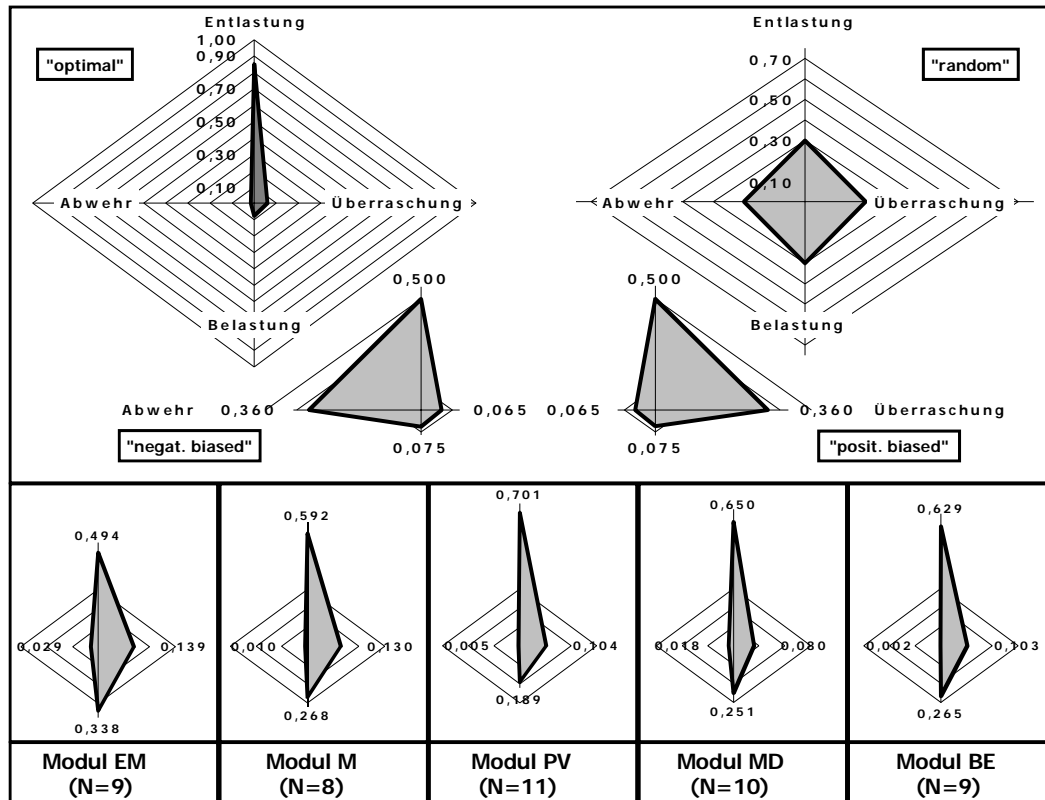 Entlastung
1,00
0,90
0,70
0,50
0,30
0,10
"optimal"
Abwehr
Überraschung
Belastung
Entlastung
0,70
0,50
0,30
0,10
"random"
Abwehr
Überraschung
Belastung
0,500
Abwehr 0,360
0,065
0,075
"negat. biased"
0,500
0,065
0,360 Überraschung
0,075
"posit. biased"
0,494
0,029
0,139
0,338
Modul EM
(N=9)
0,592
0,010
0,130
0,268
Modul M
(N=8)
0,701
0,005
0,104
0,189
Modul PV
(N=11)
0,650
0,018
0,080
0,251
Modul MD
(N=10)
0,629
0,002
0,103
0,265
Modul BE
(N=9)